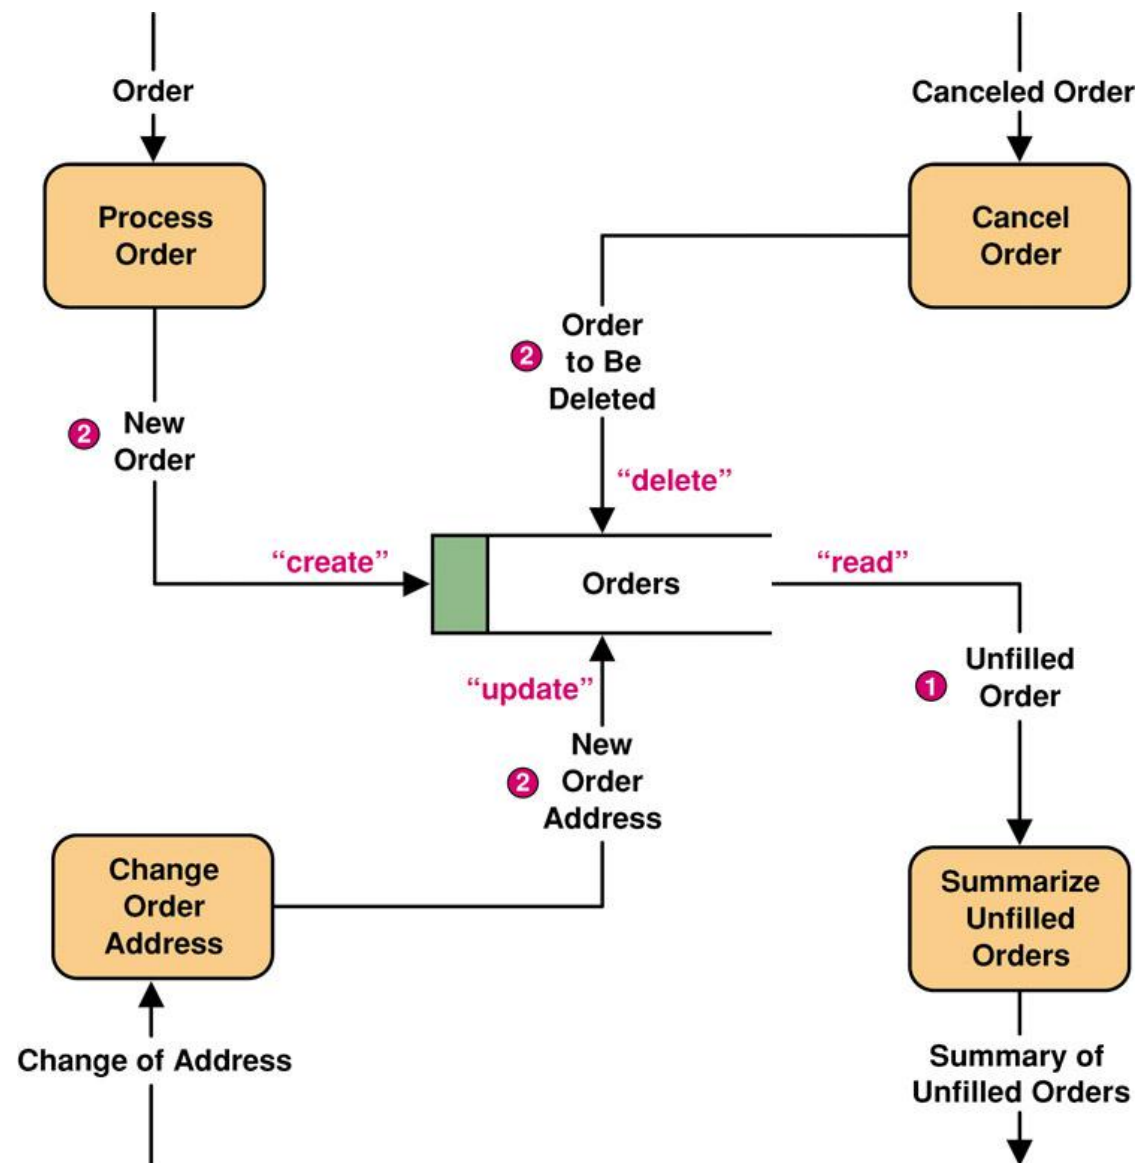 Order
Canceled Order
Process
Order
Cancel
Order
Order
to Be
Deleted
2
New
Order
2
“delete”
“create”
Orders
“read”
“update”
Unfilled
Order
1
New
Order
Address
2
Change
Order
Address
Summarize
Unfilled
Orders
Change of Address
Summary of
Unfilled Orders